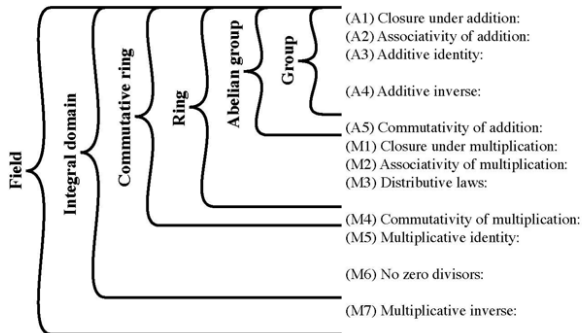 (A1) Closure under addition:
(A2) Associativity of addition:
(A3) Additive identity:
(A4) Additive inverse:
(A5) Commutativity of addition:
(M1) Closure under multiplication:
(M2) Associativity of multiplication:
(M3) Distributive laws:
(M4) Commutativity of multiplication:
(M5) Multiplicative identity:
(M6) No zero divisors:
(M7) Multiplicative inverse:
Field
Integral domain
Commutative ring
Ring
Abelian group
Group